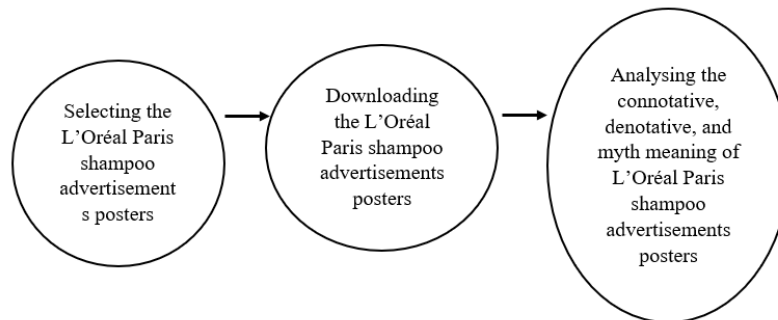 Selecting the
L’Oréal Paris
shampoo
advertisement
s posters
Downloading
the L’Oréal
Paris shampoo
advertisements
posters
Analysing the
connotative,
denotative, and
myth meaning of
L’Oréal Paris
shampoo
advertisements
posters